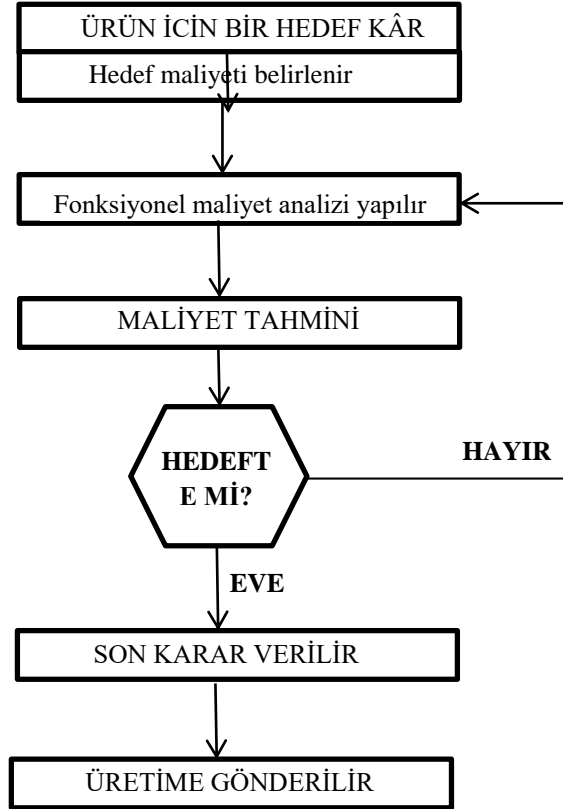 ÜRÜN İCİN BİR HEDEF KÂR
Hedef maliyeti belirlenir
Fonksiyonel maliyet analizi yapılır
MALİYET TAHMİNİ
HEDEFT
E Mİ?
HAYIR
EVE
SON KARAR VERİLİR
ÜRETİME GÖNDERİLİR